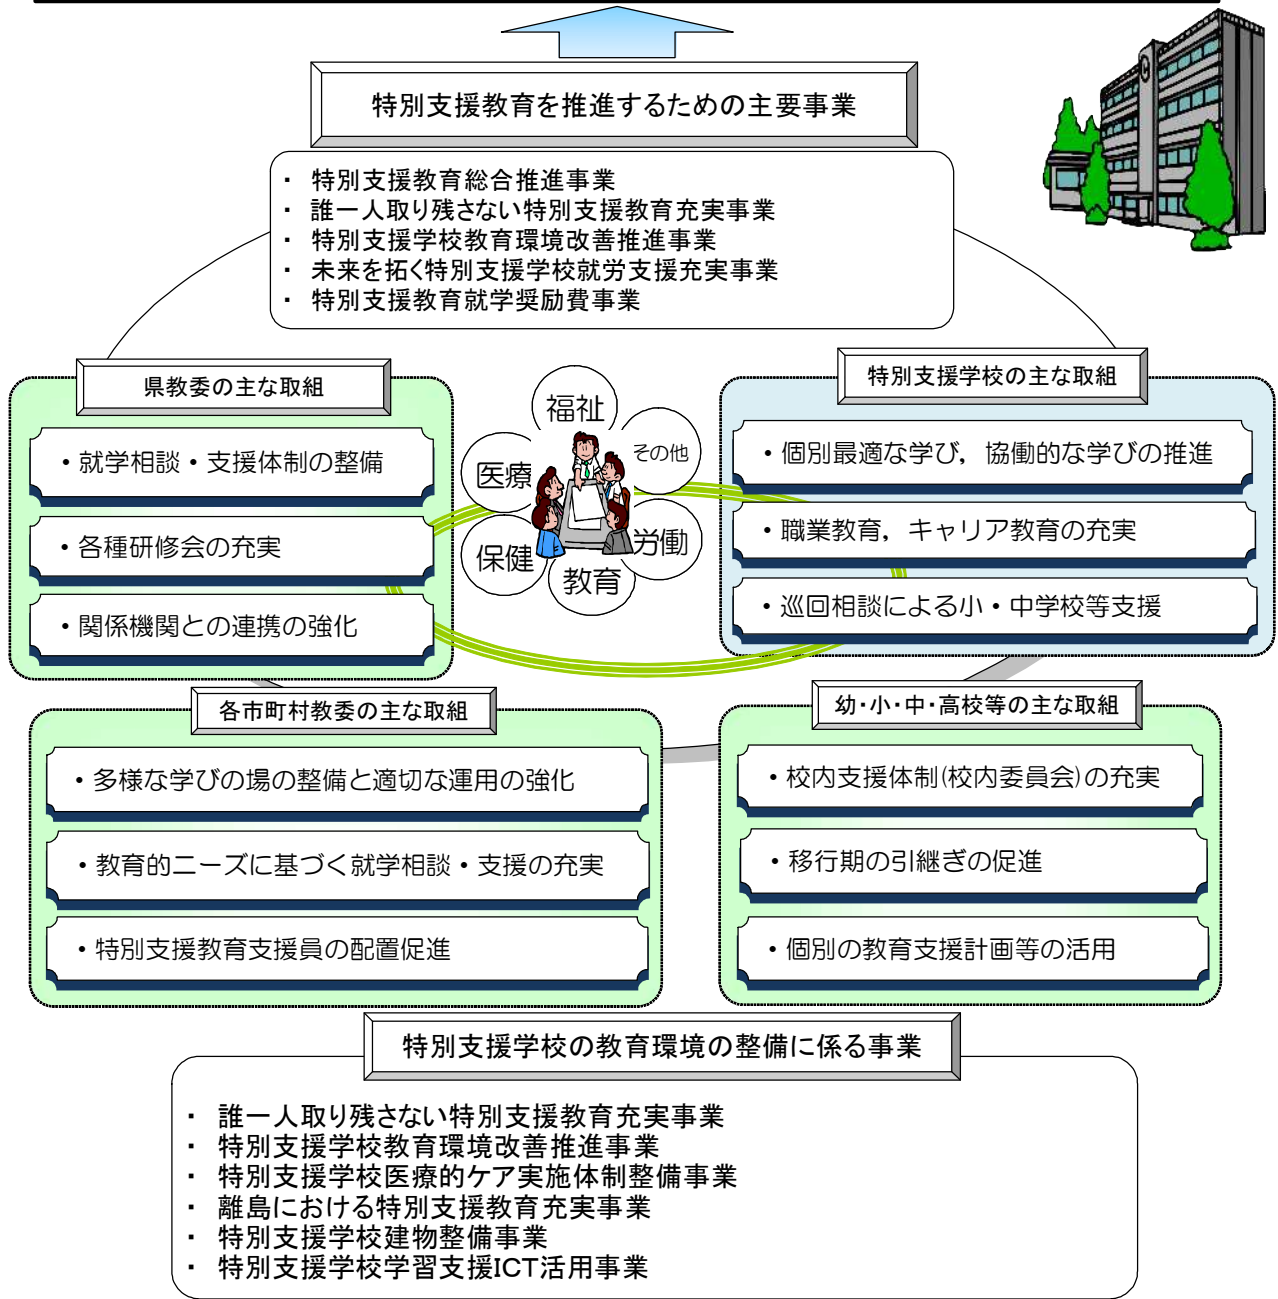 特別支援教育を推進するための主要事業
・ 特別支援教育総合推進事業
・ 誰一人取り残さない特別支援教育充実事業
・ 特別支援学校教育環境改善推進事業
・ 未来を拓く特別支援学校就労支援充実事業
・ 特別支援教育就学奨励費事業
県教委の主な取組
・就学相談・支援体制の整備
・各種研修会の充実
・関係機関との連携の強化
福祉
その他
医療
労働
保健
教育
特別支援学校の主な取組
・個別最適な学び，協働的な学びの推進
・職業教育，キャリア教育の充実
・巡回相談による小・中学校等支援
各市町村教委の主な取組
・多様な学びの場の整備と適切な運用の強化
・教育的ニーズに基づく就学相談・支援の充実
・特別支援教育支援員の配置促進
幼・小・中・高校等の主な取組
・校内支援体制(校内委員会)の充実
・移行期の引継ぎの促進
・個別の教育支援計画等の活用
特別支援学校の教育環境の整備に係る事業
・ 誰一人取り残さない特別支援教育充実事業
・ 特別支援学校教育環境改善推進事業
・ 特別支援学校医療的ケア実施体制整備事業
・ 離島における特別支援教育充実事業
・ 特別支援学校建物整備事業
・ 特別支援学校学習支援ICT活用事業